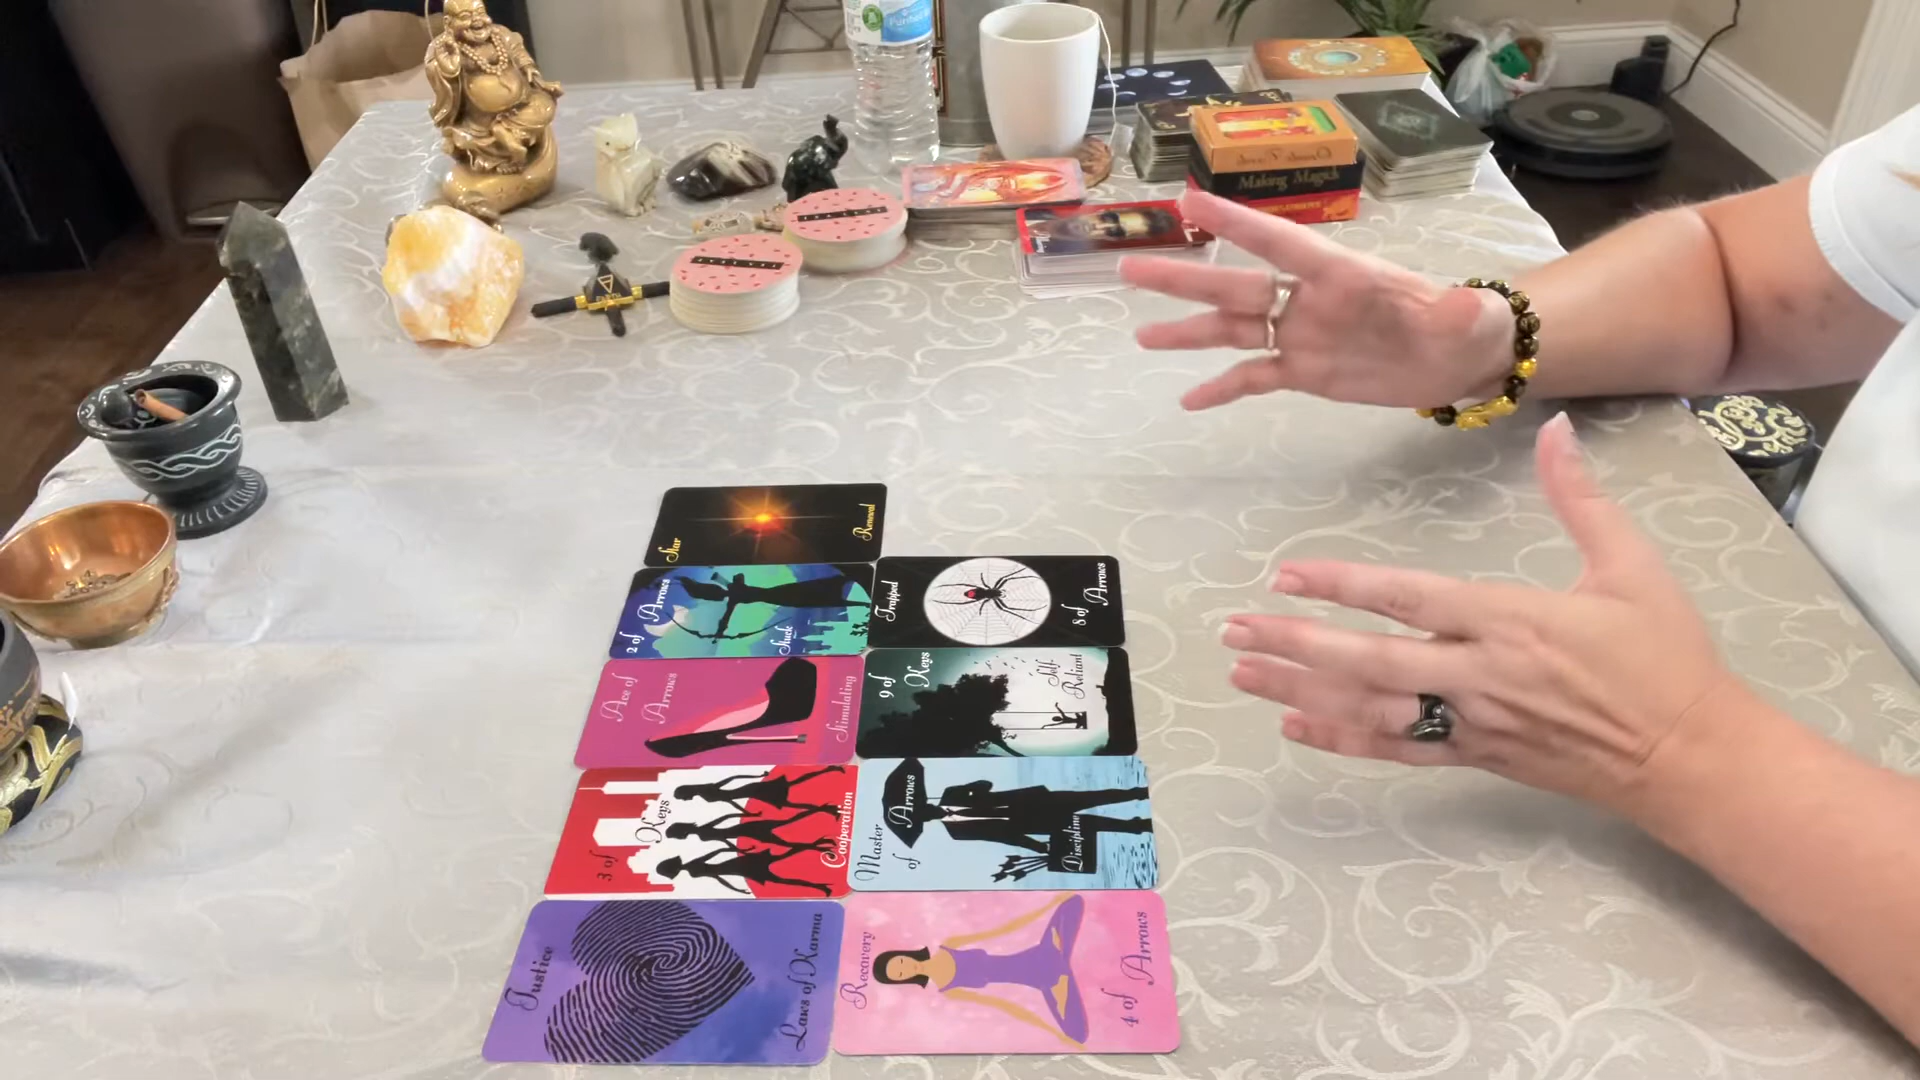 Purified
Making Magick
Star
Renewal
2 of
Arrows
Stuck
Trapped
8 of
Arrows
Ace of
Arrows
Stimulating
9 of
Keys
Self-
Reliant
3 of
Keys
Cooperation
Master
of
Arrows
Discipline
Justice
Laws of Karma
Recovery
4 of Arrows